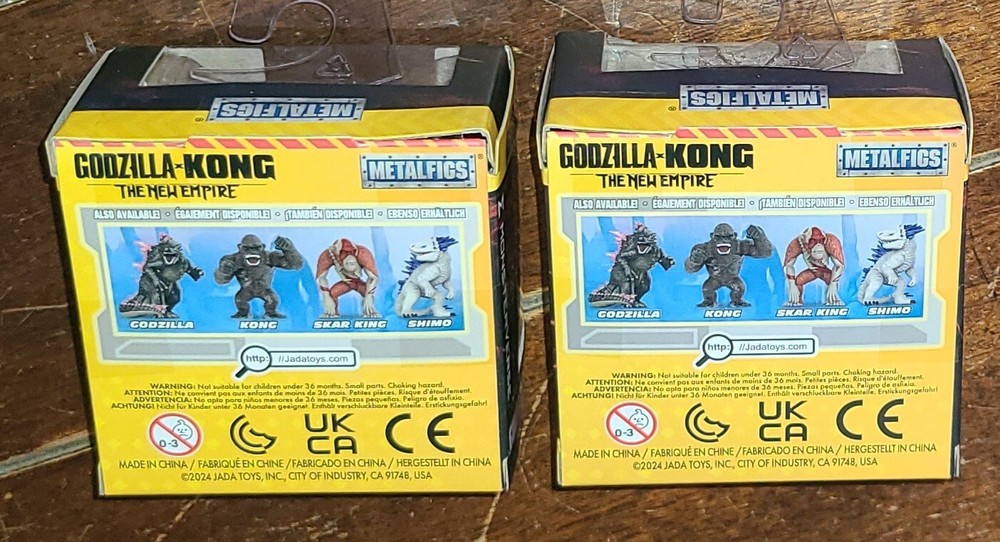 METALFIGS
®
GODZILLA × KONG
THE NEW EMPIRE
METALFIGS®
ALSO AVAILABLE! • ÉGALEMENT DISPONIBLE! • ¡TAMBIÉN DISPONIBLE! • EBENSO ERHÄLTLICH
GODZILLA KONG SKAR KING SHIMO
http: //Jadatoys.com
WARNING: Not suitable for children under 36 months. Small parts. Choking hazard.
ATTENTION: Ne convient pas aux enfants de moins de 36 mois. Petites pièces. Risque d'étouffement.
ADVERTENCIA: No apta para niños menores de 36 meses. Piezas pequeñas. Peligro de asfixia.
ACHTUNG! Nicht für Kinder unter 36 Monaten geeignet. Enthält verschluckbare Kleinteile. Erstickungsgefahr!
0-3 UK CA CE
MADE IN CHINA / FABRIQUÉ EN CHINE / FABRICADO EN CHINA / HERGESTELLT IN CHINA
©2024 JADA TOYS, INC., CITY OF INDUSTRY, CA 91748, USA
METALFIGS
®
GODZILLA × KONG
THE NEW EMPIRE
METALFIGS®
ALSO AVAILABLE! • ÉGALEMENT DISPONIBLE! • ¡TAMBIÉN DISPONIBLE! • EBENSO ERHÄLTLICH
GODZILLA KONG SKAR KING SHIMO
http: //Jadatoys.com
WARNING: Not suitable for children under 36 months. Small parts. Choking hazard.
ATTENTION: Ne convient pas aux enfants de moins de 36 mois. Petites pièces. Risque d'étouffement.
ADVERTENCIA: No apta para niños menores de 36 meses. Piezas pequeñas. Peligro de asfixia.
ACHTUNG! Nicht für Kinder unter 36 Monaten geeignet. Enthält verschluckbare Kleinteile. Erstickungsgefahr!
0-3 UK CA CE
MADE IN CHINA / FABRIQUÉ EN CHINE / FABRICADO EN CHINA / HERGESTELLT IN CHINA
©2024 JADA TOYS, INC., CITY OF INDUSTRY, CA 91748, USA